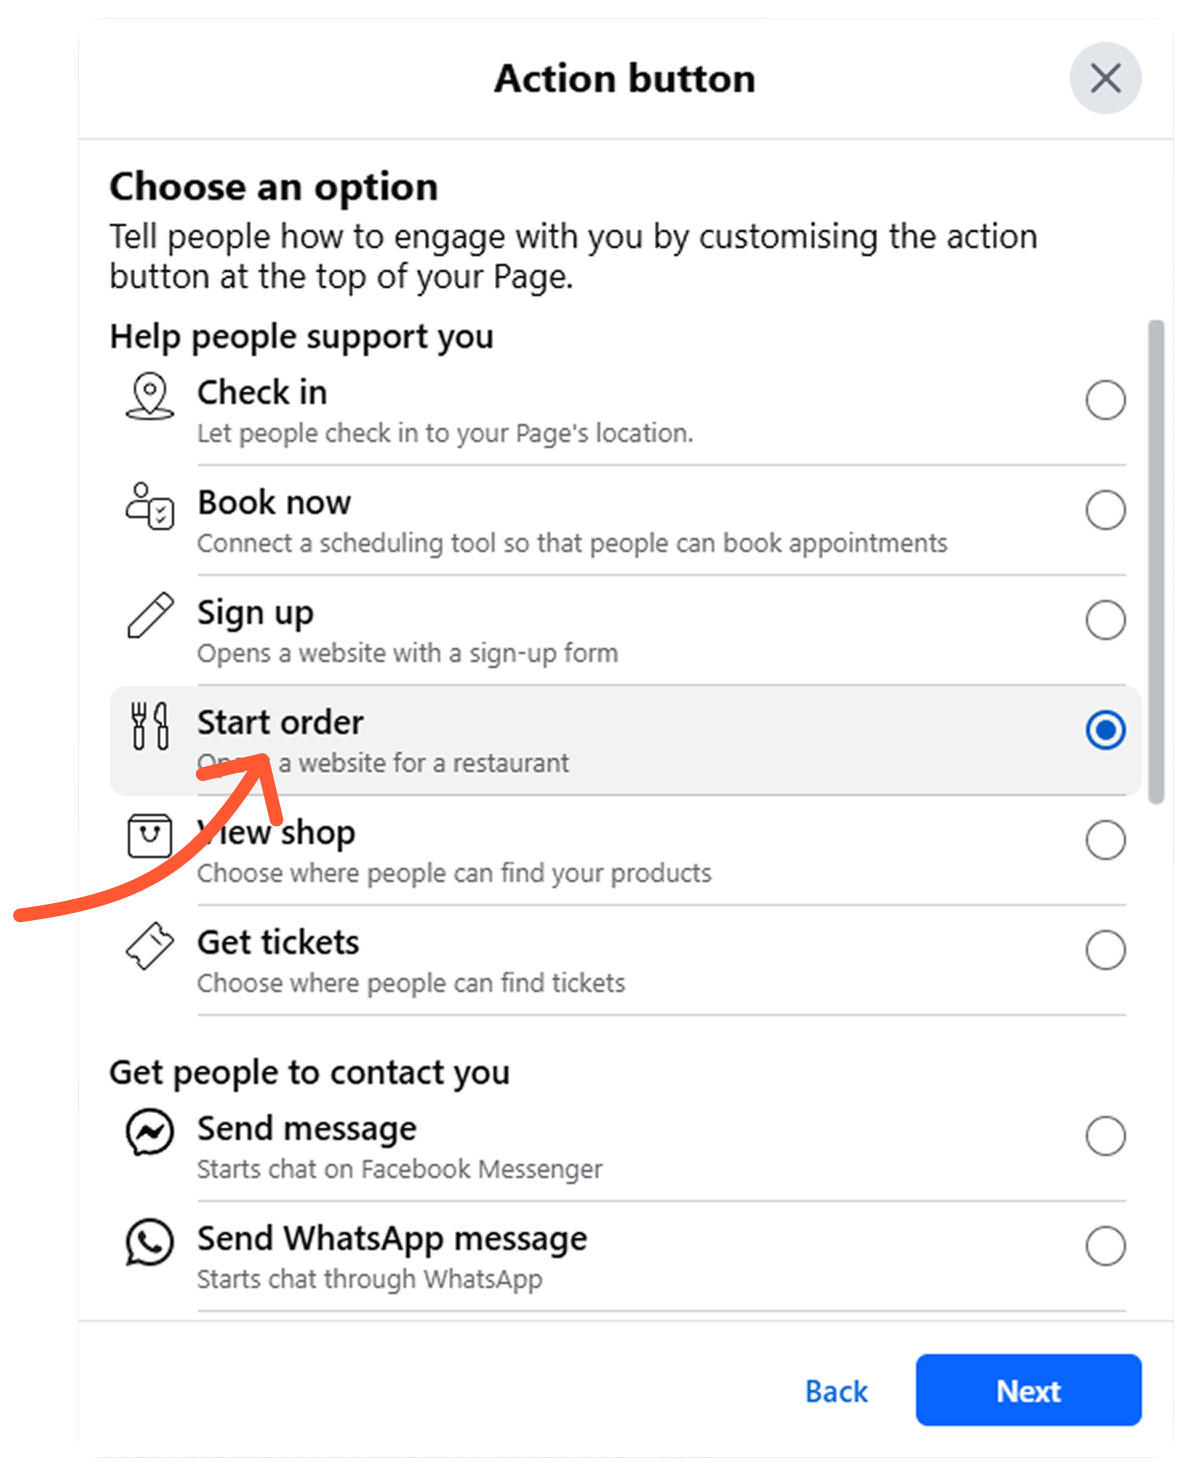 Action button
Choose an option
Tell people how to engage with you by customising the action
button at the top of your Page.
Help people support you
Check in
Let people check in to your Page's location.
Book now
Connect a scheduling tool so that people can book appointments
Sign up
Opens a website with a sign-up form
Start order
Opens a website for a restaurant
View shop
Choose where people can find your products
Get tickets
Choose where people can find tickets
Get people to contact you
Send message
Starts chat on Facebook Messenger
Send WhatsApp message
Starts chat through WhatsApp
Back
Next